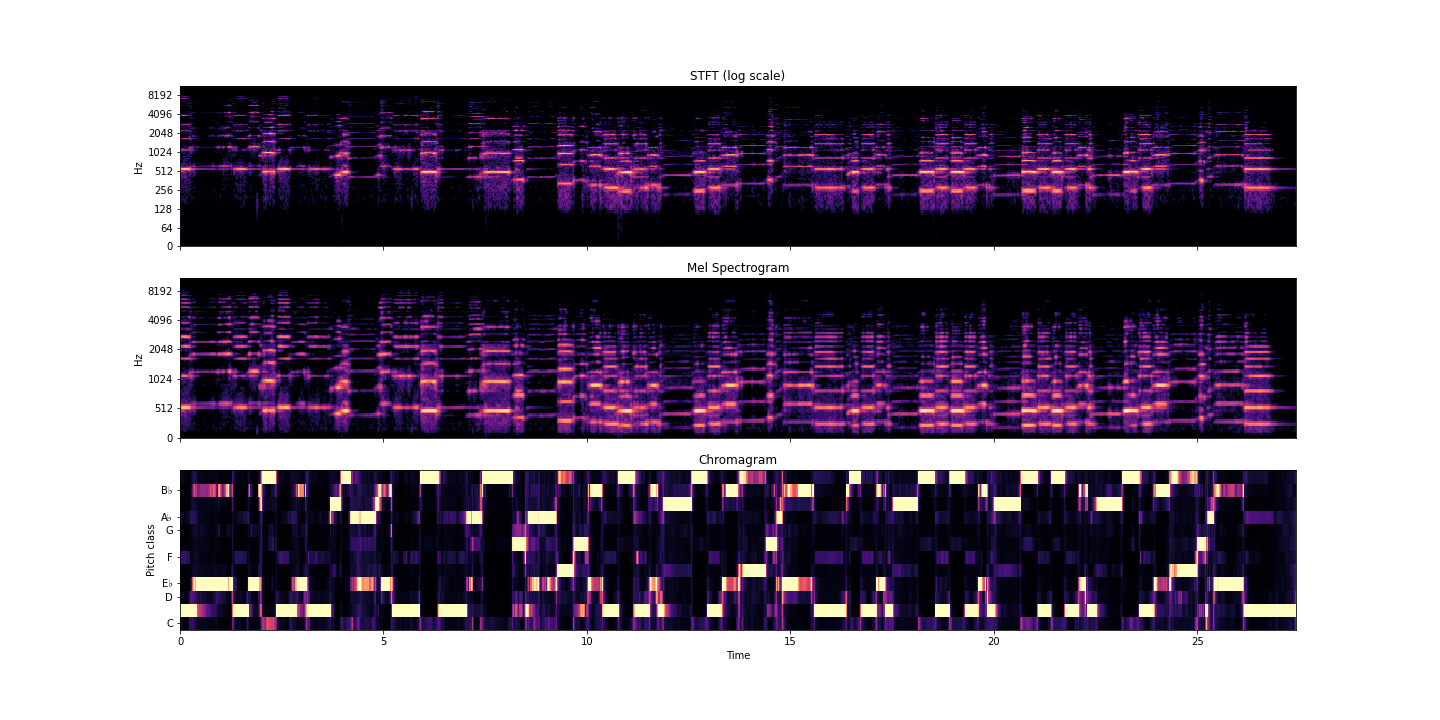 STFT (log scale)
8192
4096
2048
1024
512
256
128
64
0
Hz
Mel Spectrogram
8192
4096
2048
1024
512
0
Hz
Chromagram
B♭
A♭
G
F
E♭
D
C
Pitch class
0 5 10 15 20 25
Time